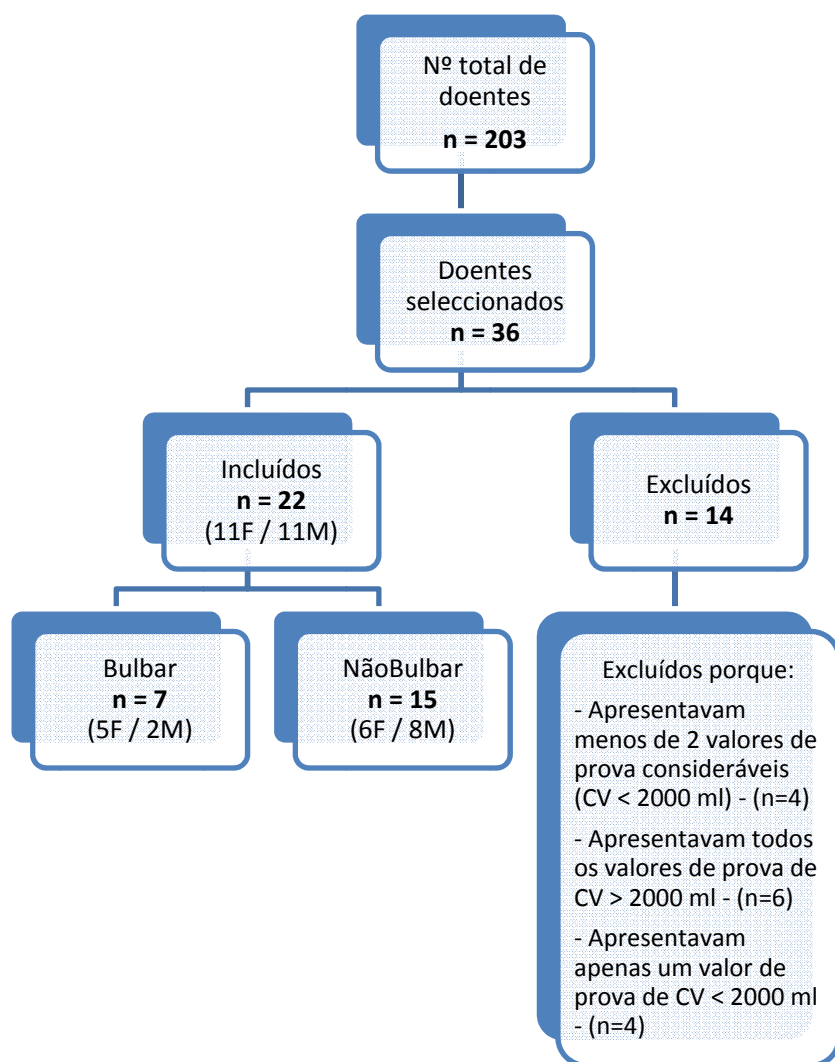 Nº total de
doentes
n = 203
Doentes
seleccionados
n = 36
Incluídos
n = 22
(11F / 11M)
Excluídos
n = 14
Bulbar
n = 7
(5F / 2M)
NãoBulbar
n = 15
(6F / 8M)
Excluídos porque:
- Apresentavam
menos de 2 valores de
prova consideráveis
(CV < 2000 ml) - (n=4)
- Apresentavam todos
os valores de prova de
CV > 2000 ml - (n=6)
- Apresentavam
apenas um valor de
prova de CV < 2000 ml
- (n=4)